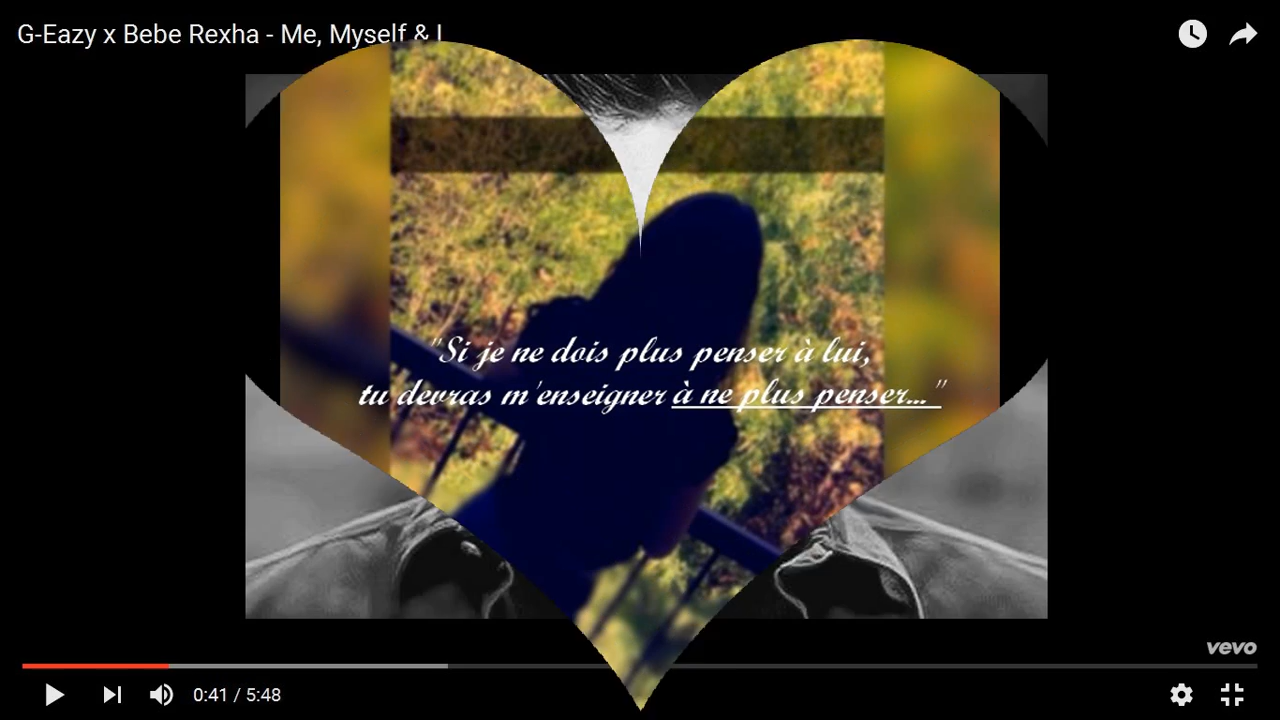 G-Eazy x Bebe Rexha - Me, Myself & I
"Si je ne dois plus penser à lui,
tu devras m'enseigner à ne plus penser..."
vevo
0:41 / 5:48